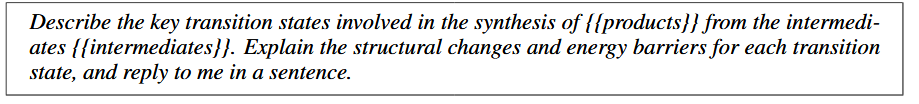 Describe the key transition states involved in the synthesis of {{products}} from the intermedi-
ates {{intermediates}}. Explain the structural changes and energy barriers for each transition
state, and reply to me in a sentence.